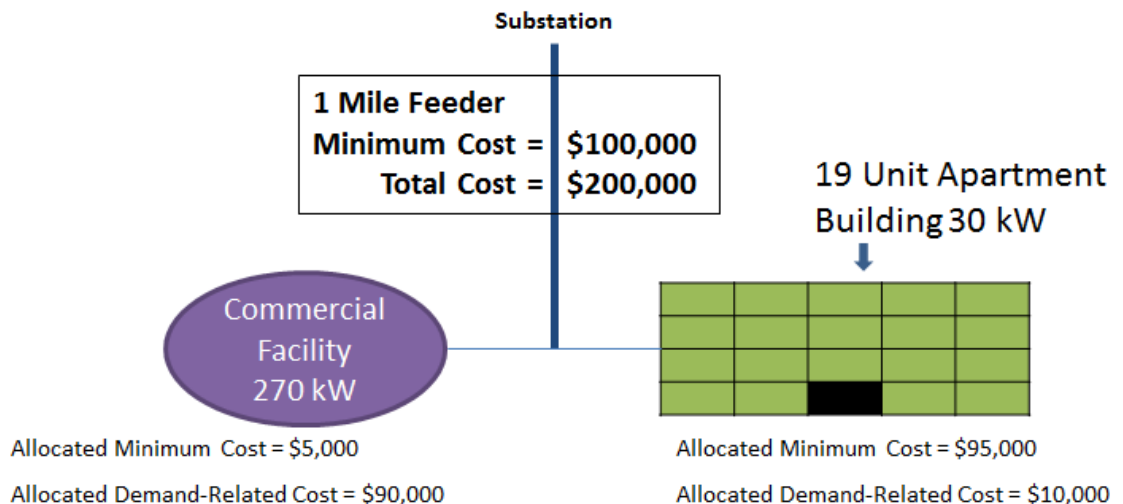 Substation
1 Mile Feeder
Minimum Cost = $100,000
Total Cost = $200,000
19 Unit Apartment
Building 30 kW
Commercial
Facility
270 kW
Allocated Minimum Cost = $5,000
Allocated Minimum Cost = $95,000
Allocated Demand-Related Cost = $90,000
Allocated Demand-Related Cost = $10,000